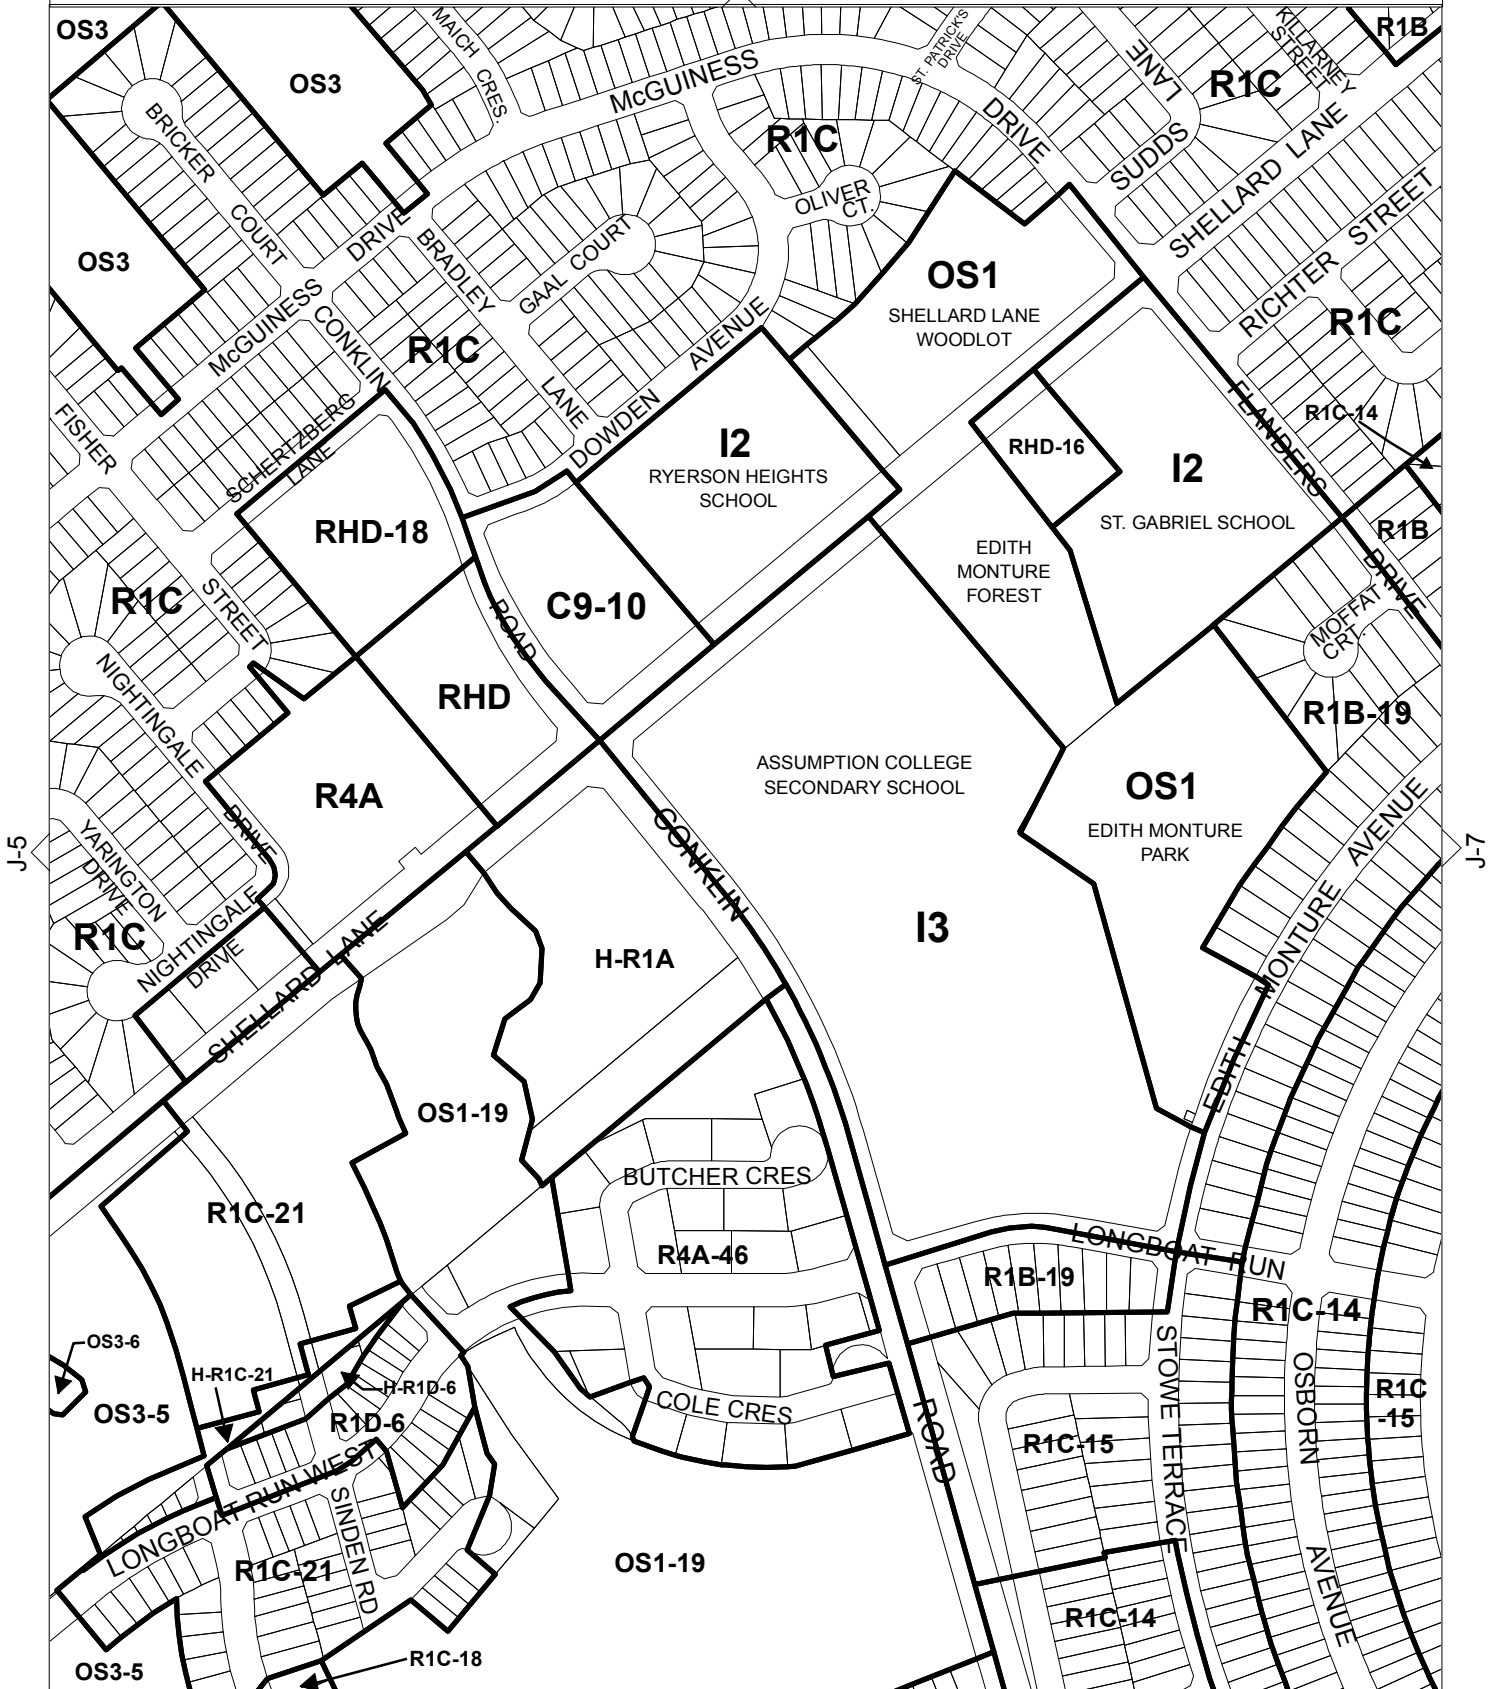 OS3
OS3
MAICH
CRES.
McGUINESS
ST. PATRICK'S
DRIVE
DRIVE
LANE
KILLARNEY
STREET
R1B
R1C
R1C
SUDDS
SHELLARD LANE
BRICKER
COURT
OS3
McGUINESS
DRIVE
BRADLEY
LANE
GAAL COURT
OLIVER
CT.
RICHTER STREET
R1C
R1C
OS1
SHELLARD LANE
WOODLOT
CONKLIN
FISHER
STREET
SCHERTZBERG
LANE
DOWDEN AVENUE
I2
RYERSON HEIGHTS
SCHOOL
RHD-16
I2
ST. GABRIEL SCHOOL
FLANDERS
DRIVE
R1C-14
R1B
RHD-18
C9-10
EDITH
MONTURE
FOREST
MOFFAT
CRT.
R1C
ROAD
NIGHTINGALE
DRIVE
RHD
R1B-19
R4A
ASSUMPTION COLLEGE
SECONDARY SCHOOL
OS1
EDITH MONTURE
PARK
J-5
J-7
YARINGTON
DRIVE
R1C
NIGHTINGALE
DRIVE
SHELLARD LANE
CONKLIN
H-R1A
I3
EDITH MONTURE AVENUE
OS1-19
BUTCHER CRES
R1C-21
R4A-46
LONGBOAT RUN
R1B-19
R1C-14
OS3-6
H-R1C-21
H-R1D-6
OS3-5
R1D-6
COLE CRES
ROAD
STOWE TERRACE
OSBORN
AVENUE
R1C
-15
R1C-15
LONGBOAT RUN WEST
SINDEN RD
R1C-21
OS1-19
R1C-14
OS3-5
R1C-18